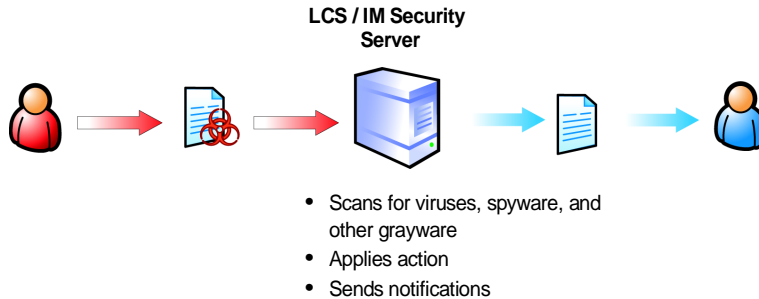 LCS / IM Security
Server
• Scans for viruses, spyware, and
other grayware
• Applies action
• Sends notifications